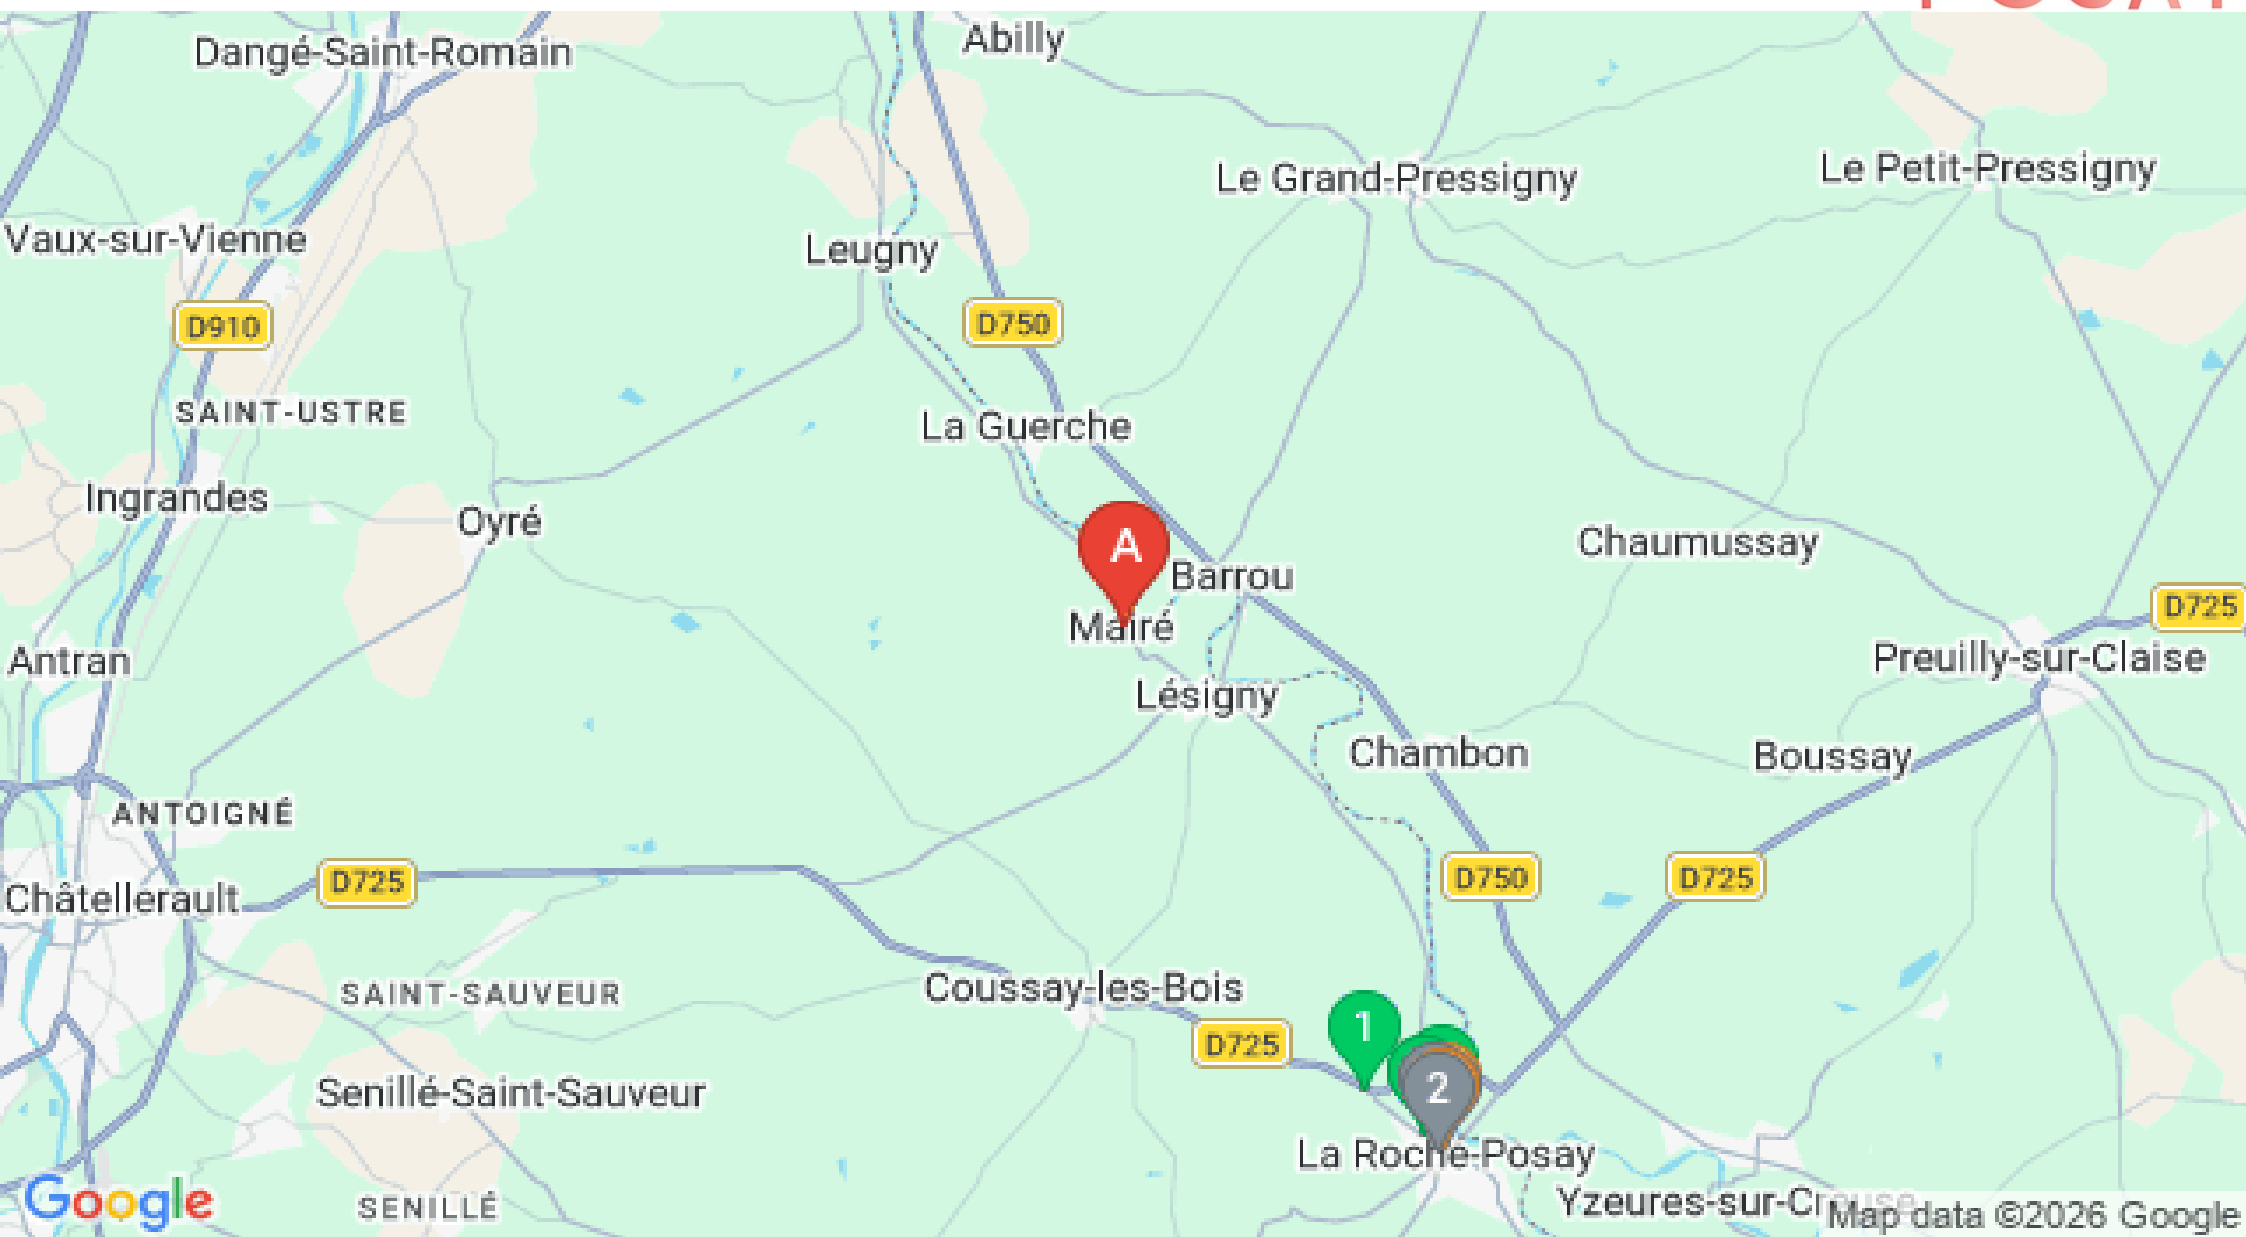 Abilly
Dangé-Saint-Romain
Le Petit-Pressigny
Le Grand-Pressigny
Vaux-sur-Vienne
Leugny
D910
D750
SAINT-USTRE
La Guerche
Ingrandes
Oyré
A
Chaumussay
Barrou
D725
Mairé
Antran
Preuilly-sur-Claise
Lésigny
Chambon
Boussay
ANTOIGNÉ
D725
D750
D725
Châtellerault
Coussay-les-Bois
SAINT-SAUVEUR
1
D725
2
Senillé-Saint-Sauveur
La Roche-Posay
Google
SENILLÉ
Yzeures-sur-Creuse
Map data ©2026 Google